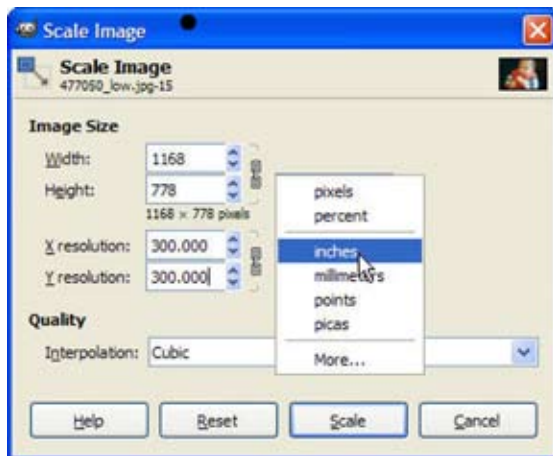 Scale Image
Scale Image
477050_low.jpg-15
Image Size
Width: 1168
Height: 778
1168 × 778 pixels
X resolution: 300.000
Y resolution: 300.000
pixels
percent
inches
millimeters
points
picas
More...
Quality
Interpolation: Cubic
Help Reset Scale Cancel